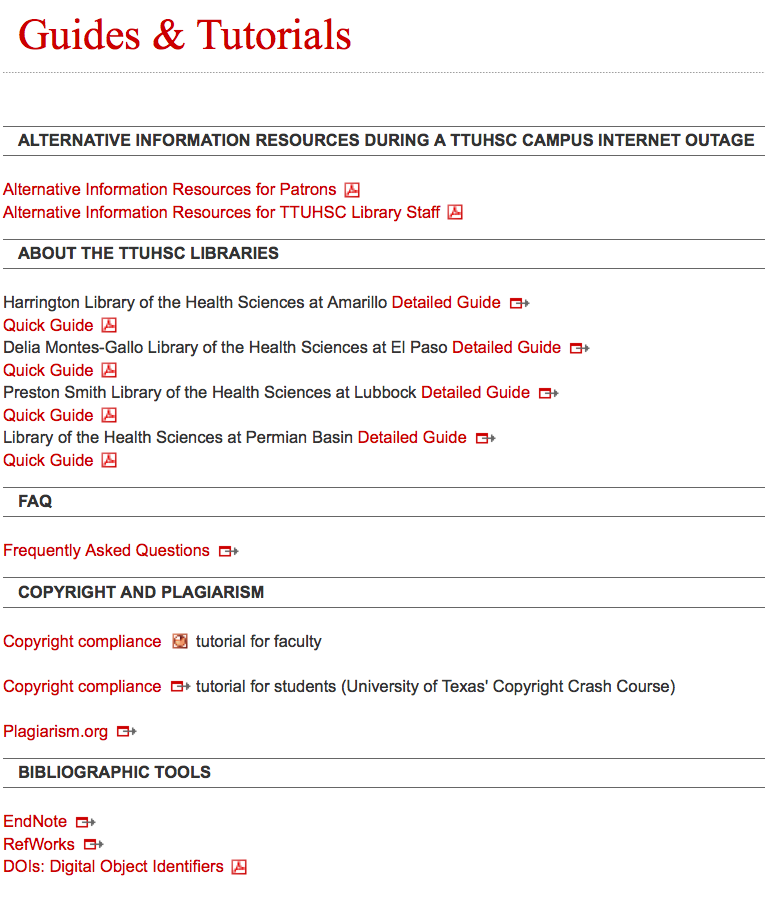 Guides & Tutorials
ALTERNATIVE INFORMATION RESOURCES DURING A TTUHSC CAMPUS INTERNET OUTAGE
Alternative Information Resources for Patrons
Alternative Information Resources for TTUHSC Library Staff
ABOUT THE TTUHSC LIBRARIES
Harrington Library of the Health Sciences at Amarillo Detailed Guide
Quick Guide
Delia Montes-Gallo Library of the Health Sciences at El Paso Detailed Guide
Quick Guide
Preston Smith Library of the Health Sciences at Lubbock Detailed Guide
Quick Guide
Library of the Health Sciences at Permian Basin Detailed Guide
Quick Guide
FAQ
Frequently Asked Questions
COPYRIGHT AND PLAGIARISM
Copyright compliance tutorial for faculty
Copyright compliance tutorial for students (University of Texas' Copyright Crash Course)
Plagiarism.org
BIBLIOGRAPHIC TOOLS
EndNote
RefWorks
DOIs: Digital Object Identifiers